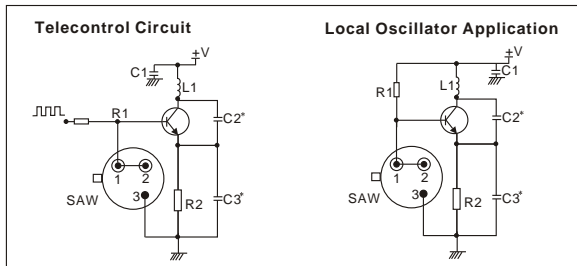 Telecontrol Circuit
+V
C1
L1
R1
C2*
1
2
3
SAW
R2
C3*
Local Oscillator Application
+V
C1
R1
L1
C2*
1
2
3
SAW
R2
C3*